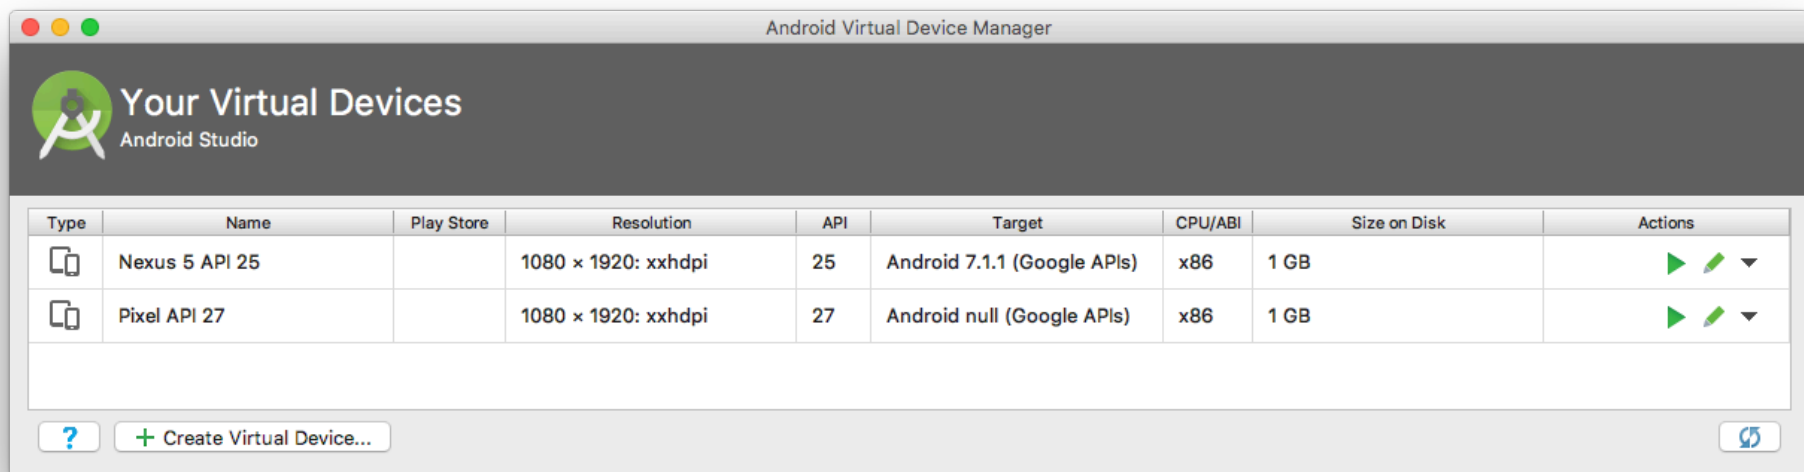 Android Virtual Device Manager
Your Virtual Devices
Android Studio
Type Name Play Store Resolution API Target CPU/ABI Size on Disk Actions
Nexus 5 API 25 1080 × 1920: xxhdpi 25 Android 7.1.1 (Google APIs) x86 1 GB
Pixel API 27 1080 × 1920: xxhdpi 27 Android null (Google APIs) x86 1 GB
? + Create Virtual Device...